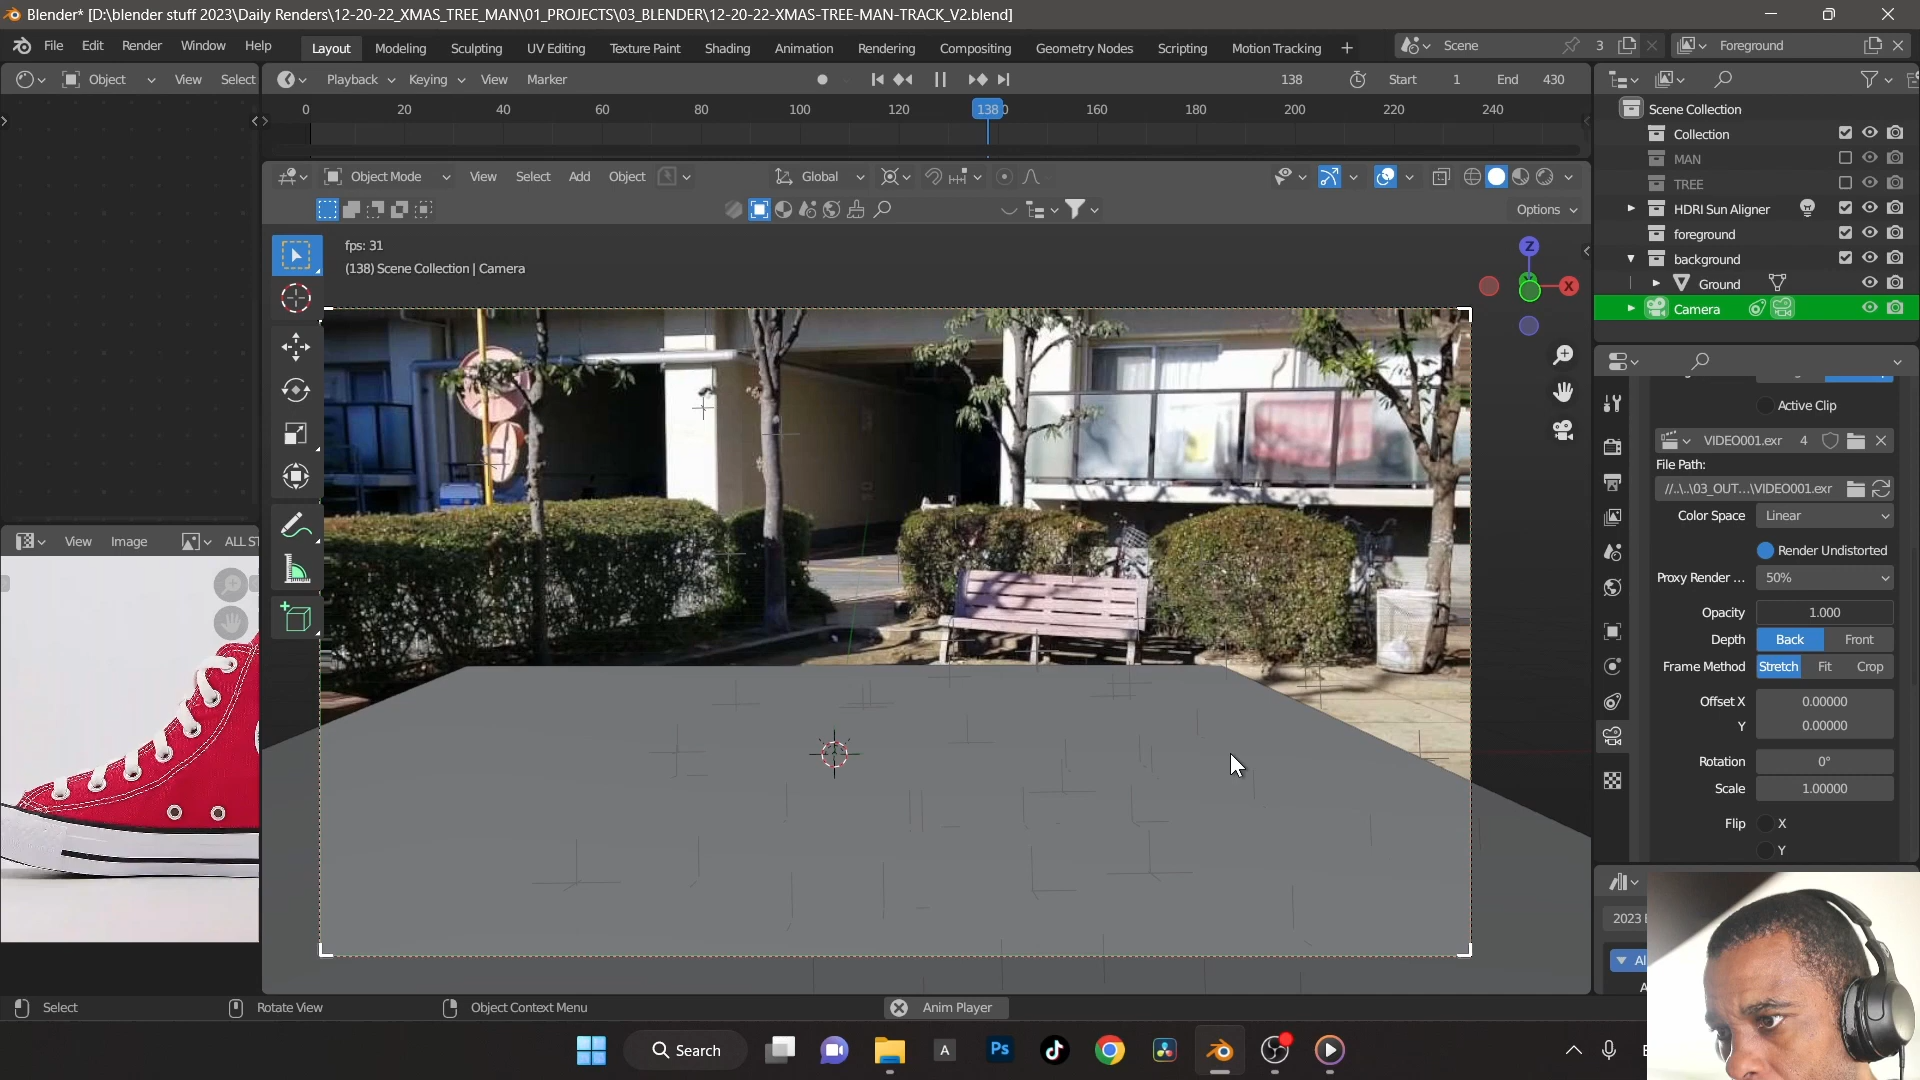 Blender* [D:\blender stuff 2023\Daily Renders\12-20-22_XMAS_TREE_MAN\01_PROJECTS\03_BLENDER\12-20-22-XMAS-TREE-MAN-TRACK_V2.blend]
File Edit Render Window Help Layout Modeling Sculpting UV Editing Texture Paint Shading Animation Rendering Compositing Geometry Nodes Scripting Motion Tracking + Scene 3 Foreground
Object View Select Playback Keying View Marker 138 Start 1 End 430
0 20 40 60 80 100 120 138 160 180 200 220 240
Scene Collection
Collection
MAN
TREE
HDRI Sun Aligner
foreground
background
Ground
Camera
Object Mode View Select Add Object Global
Options
fps: 31
(138) Scene Collection | Camera
Z
X
Active Clip
VIDEO001.exr 4
File Path:
//..\..\03_OUT...\VIDEO001.exr
Color Space Linear
Render Undistorted
Proxy Render ... 50%
Opacity 1.000
Depth Back Front
Frame Method Stretch Fit Crop
Offset X 0.00000
Y 0.00000
Rotation 0°
Scale 1.00000
Flip X
Y
View Image ALL ST
Select Rotate View Object Context Menu Anim Player
Search
A
Ps